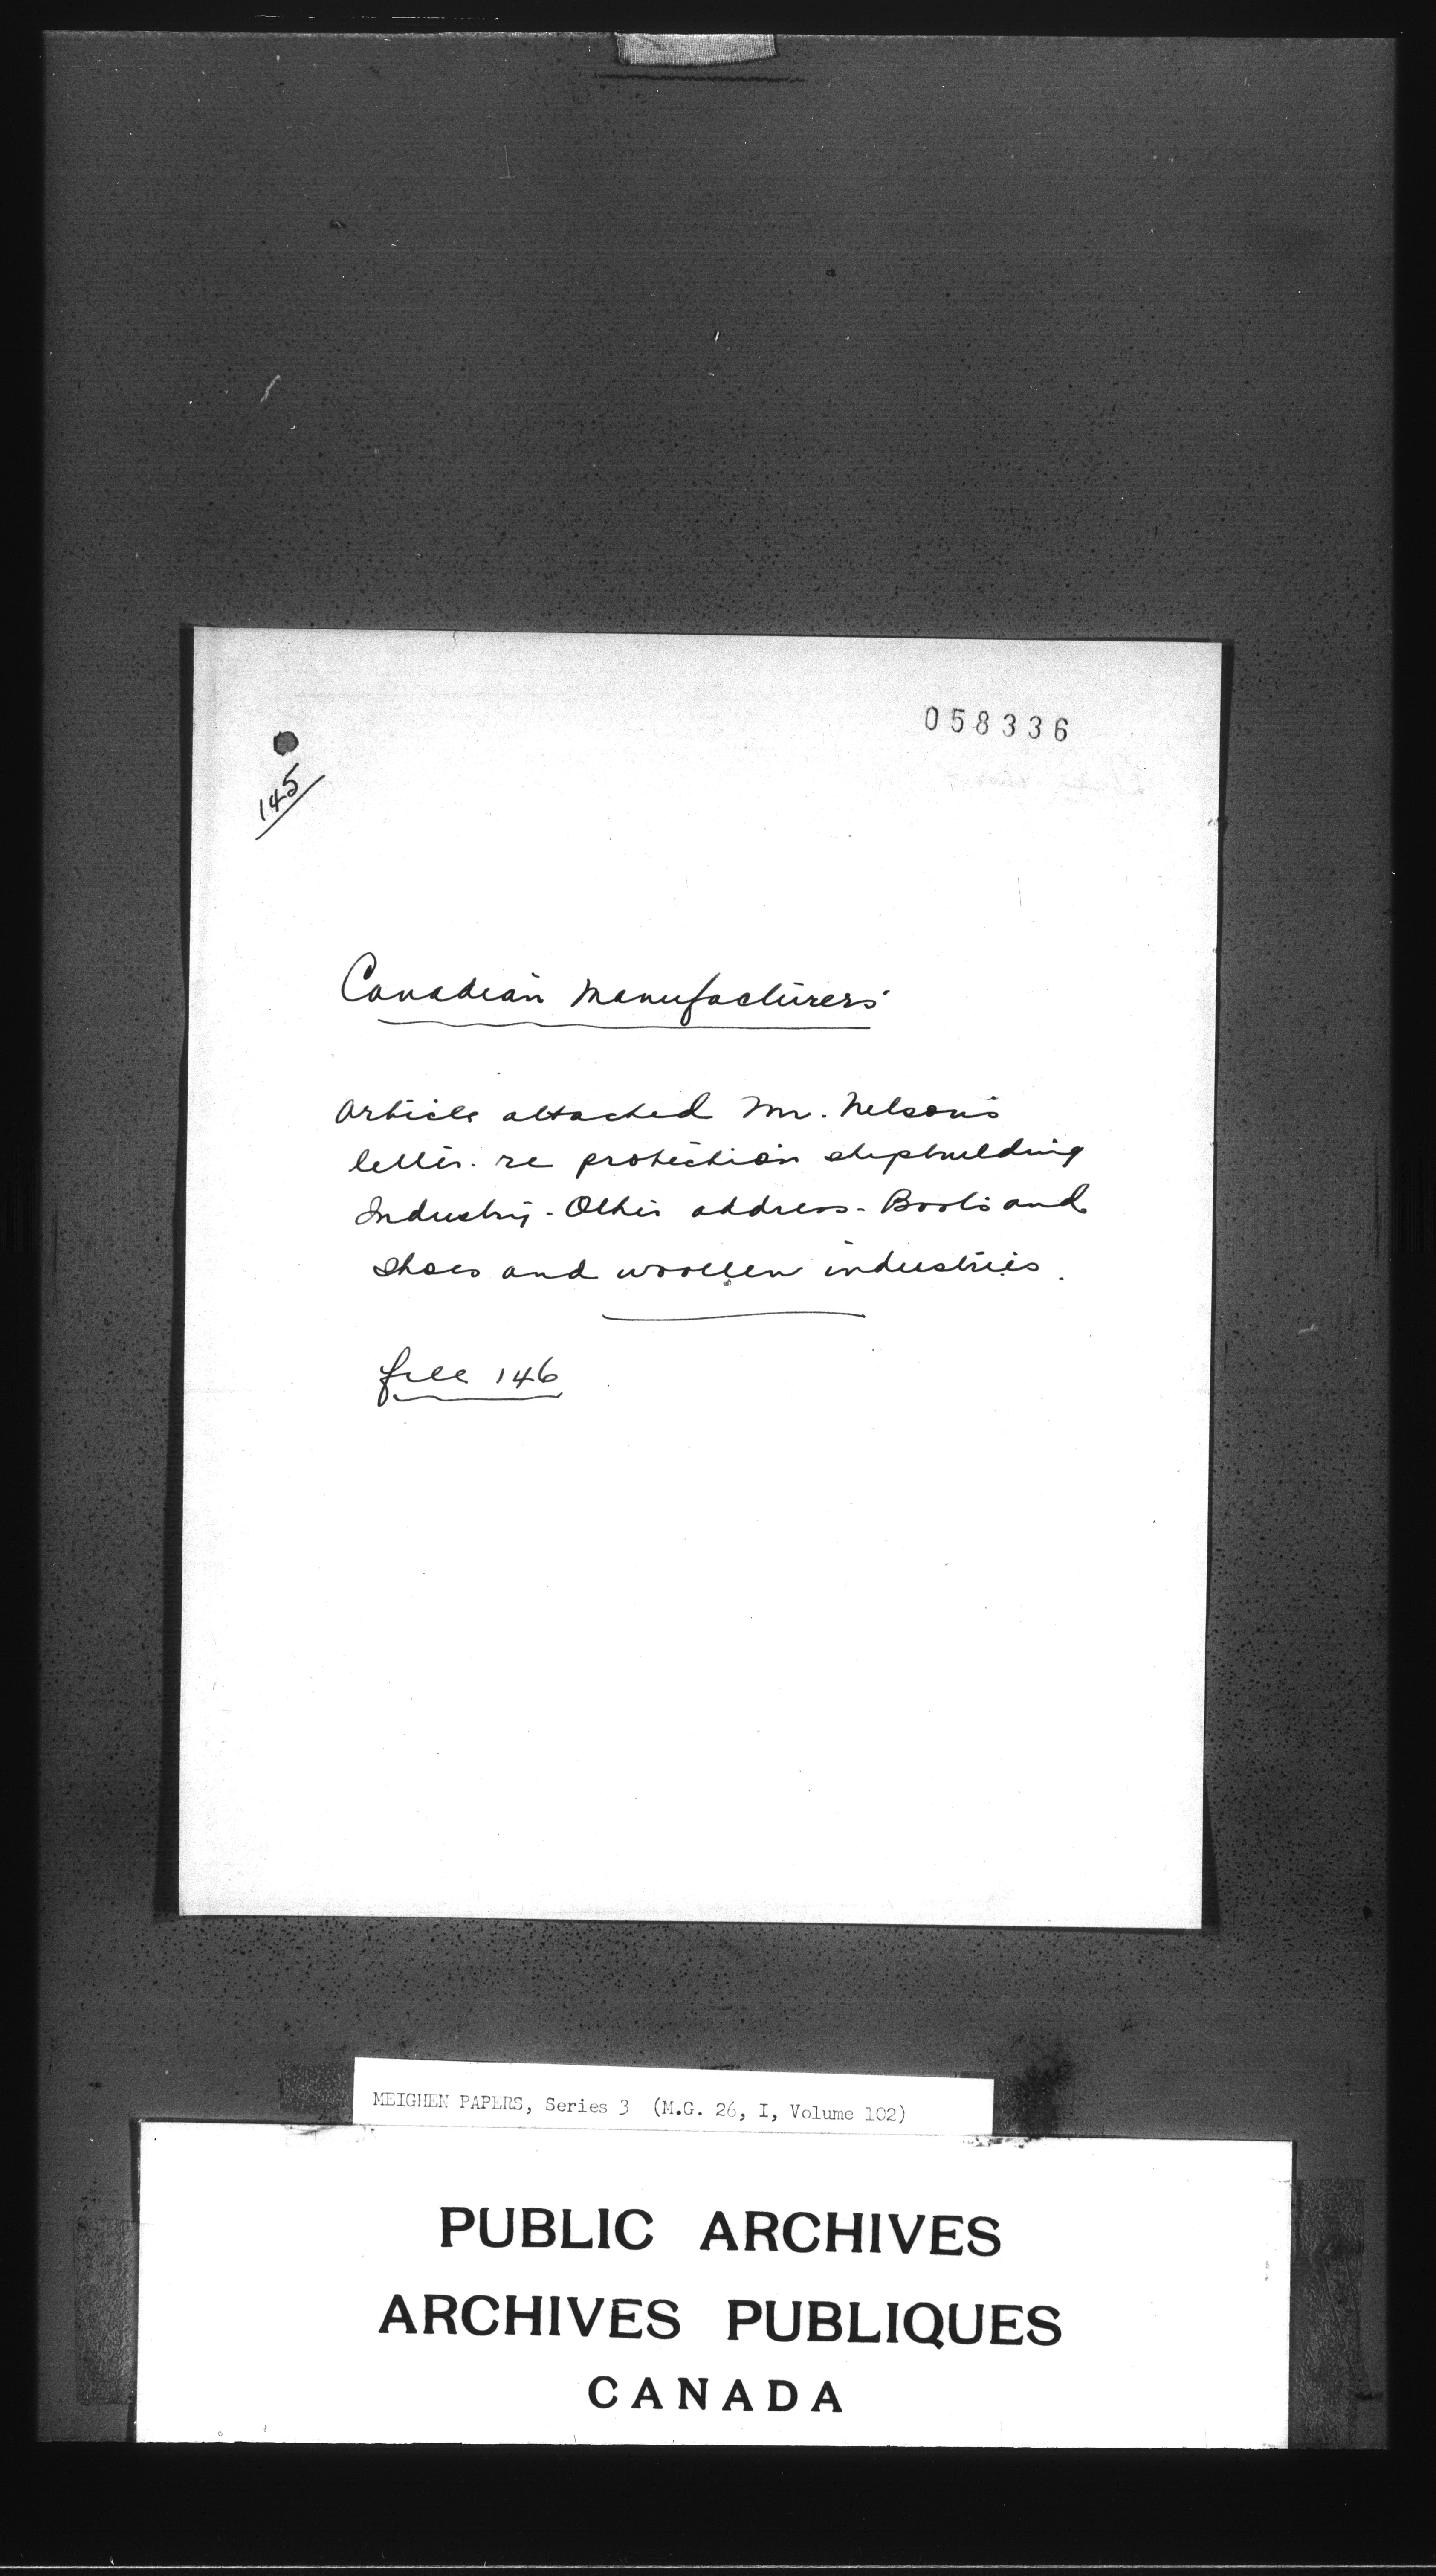 058336
145
Canadian Manufacturers'
Article attached Mr. Nelson's
letter. re protection shipbuilding
Industry - Other address - Boots and
shoes and woollen industries.
file 146
MEIGHEN PAPERS, Series 3 (M.G. 26, I, Volume 102)
PUBLIC ARCHIVES
ARCHIVES PUBLIQUES
CANADA